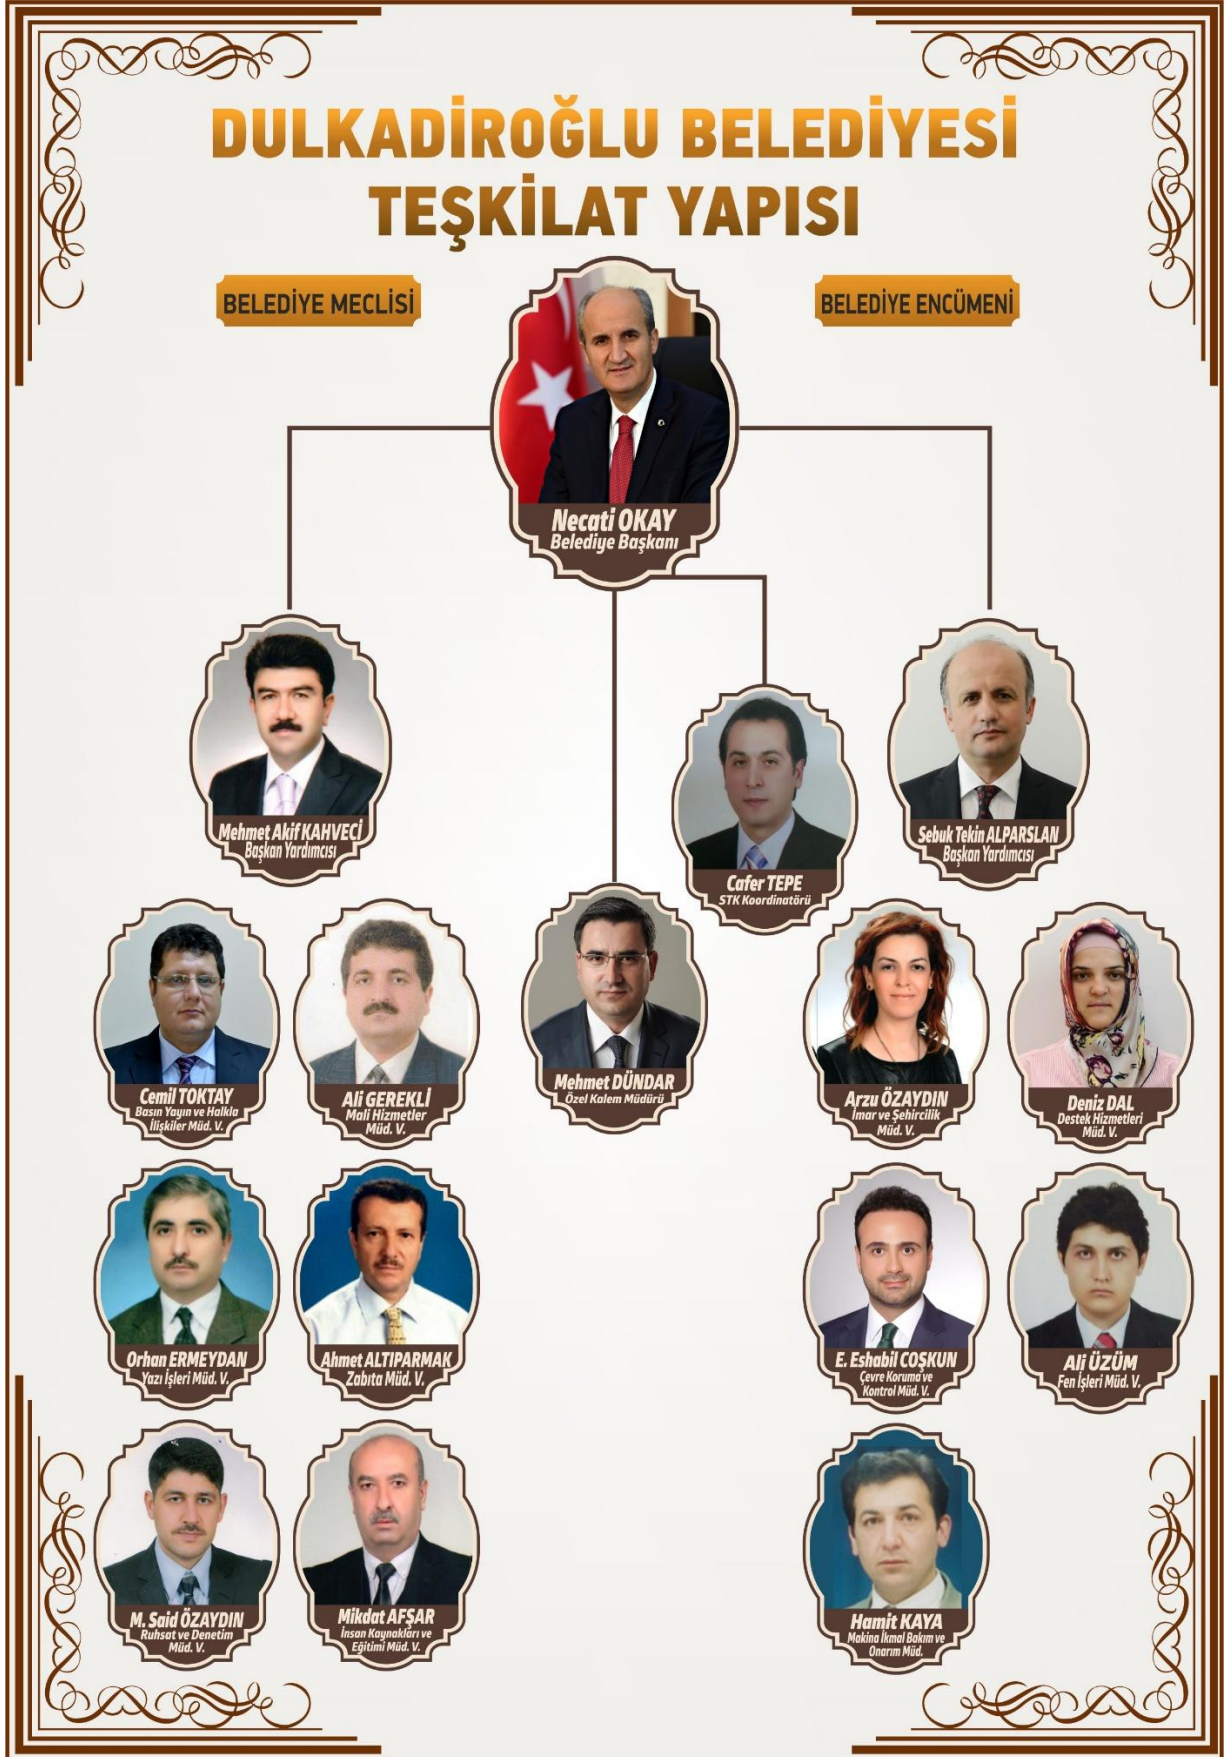 DULKADİROĞLU BELEDİYESİ
TEŞKİLAT YAPISI
BELEDİYE MECLİSİ
BELEDİYE ENCÜMENİ
Necati OKAY
Belediye Başkanı
Mehmet Akif KAHVECİ
Başkan Yardımcısı
Sebuk Tekin ALPARSLAN
Başkan Yardımcısı
Cafer TEPE
STK Koordinatörü
Cemil TOKTAY
Basın Yayın ve Halkla
İlişkiler Müd. V.
Ali GEREKLİ
Mali Hizmetler
Müd. V.
Mehmet DÜNDAR
Özel Kalem Müdürü
Arzu ÖZAYDIN
İmar ve Şehircilik
Müd. V.
Deniz DAL
Destek Hizmetleri
Müd. V.
Orhan ERMEYDAN
Yazı İşleri Müd. V.
Ahmet ALTIPARMAK
Zabıta Müd. V.
E. Eshabil COŞKUN
Çevre Koruma ve
Kontrol Müd. V.
Ali ÜZÜM
Fen İşleri Müd. V.
M. Said ÖZAYDIN
Ruhsat ve Denetim
Müd. V.
Mikdat AFŞAR
İnsan Kaynakları ve
Eğitimi Müd. V.
Hamit KAYA
Makina İkmal Bakım ve
Onarım Müd.